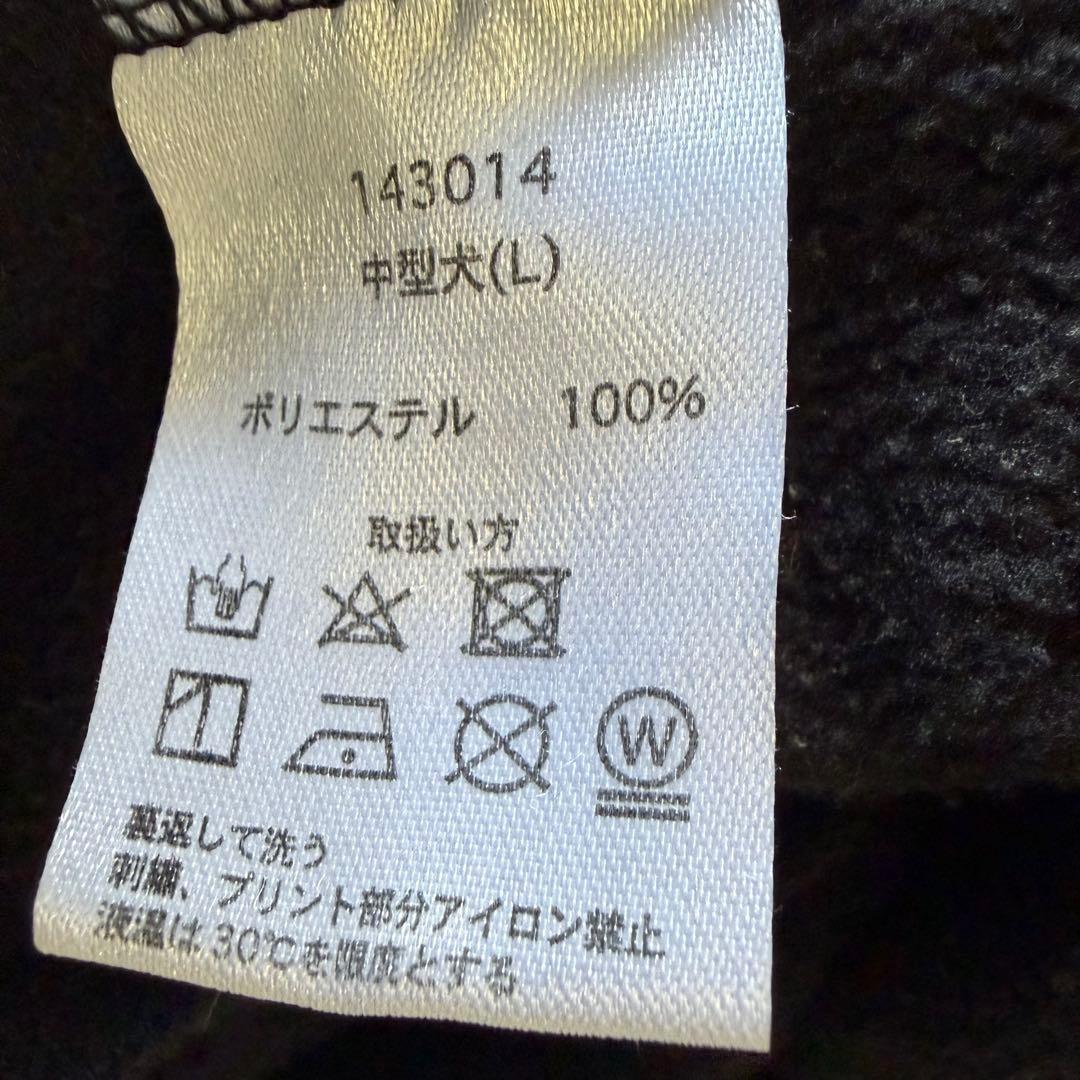 143014
中型犬(L)
ポリエステル 100%
取扱い方
W
裏返して洗う
刺繍、プリント部分アイロン禁止
液温は30℃を限度とする